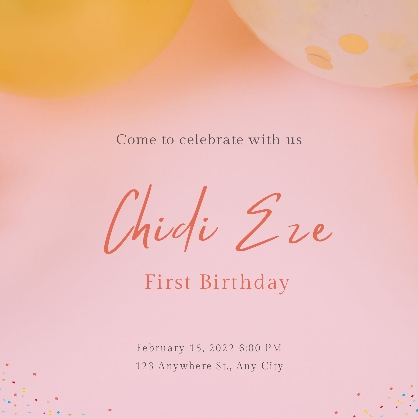 Come to celebrate with us
Chidi Eze
First Birthday
February 15, 2022 6:00 PM
123 Anywhere St., Any City